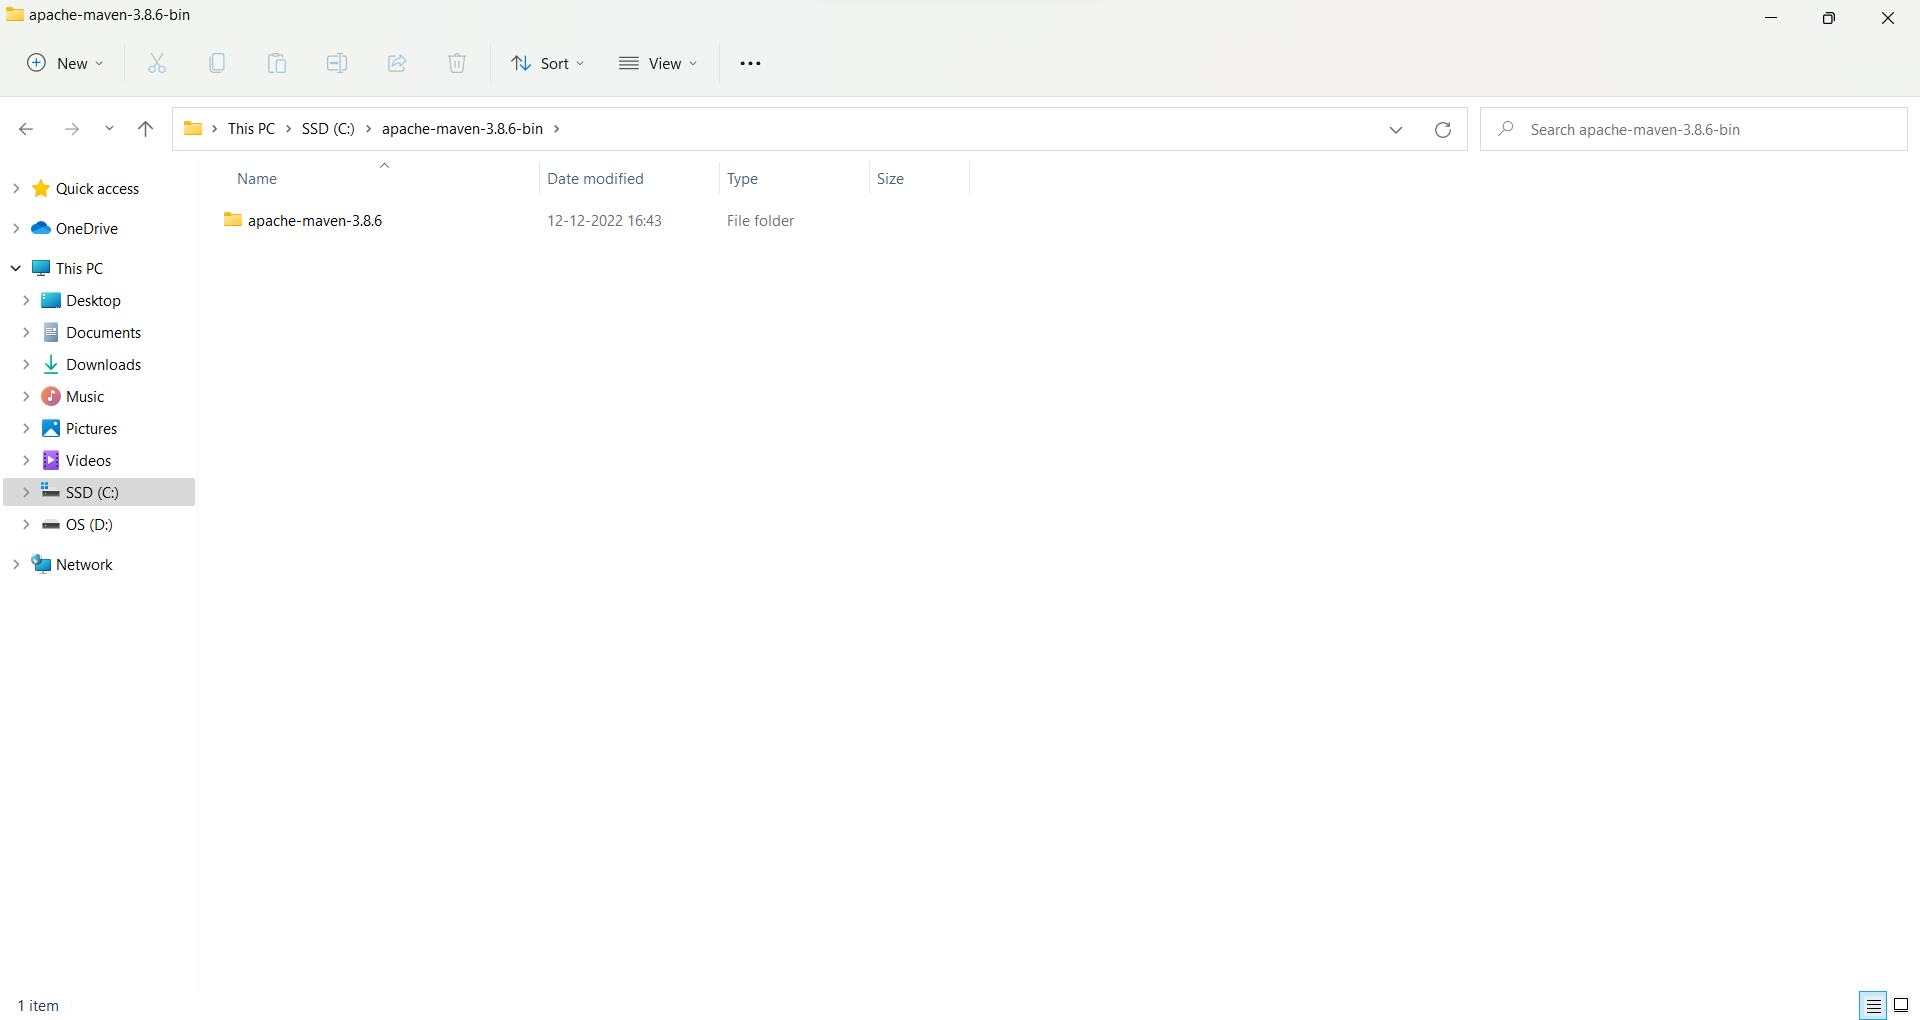 apache-maven-3.8.6-bin
New
Sort
View
This PC > SSD (C:) > apache-maven-3.8.6-bin >
Search apache-maven-3.8.6-bin
Name
Date modified
Type
Size
apache-maven-3.8.6
12-12-2022 16:43
File folder
Quick access
OneDrive
This PC
Desktop
Documents
Downloads
Music
Pictures
Videos
SSD (C:)
OS (D:)
Network
1 item